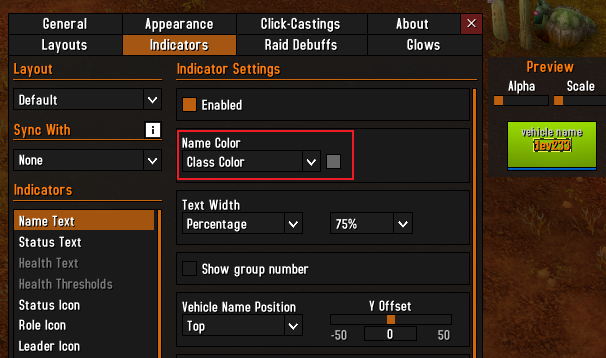 General Appearance Click-Castings About
Layouts Indicators Raid Debuffs Glows
Layout
Default
Sync With
None
Indicators
Name Text
Status Text
Health Text
Health Thresholds
Status Icon
Role Icon
Leader Icon
Indicator Settings
Enabled
Name Color
Class Color
Text Width
Percentage 75%
Show group number
Vehicle Name Position Y Offset
Top
-50 0 50
Preview
Alpha Scale
vehicle name